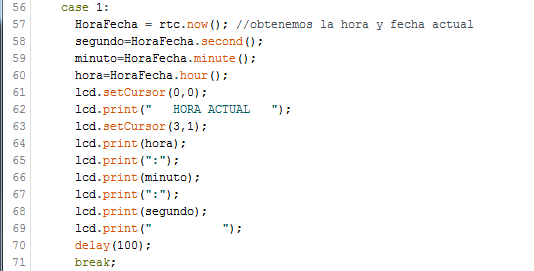 56 case 1:
57 HoraFecha = rtc.now(); //obtenemos la hora y fecha actual
58 segundo=HoraFecha.second();
59 minuto=HoraFecha.minute();
60 hora=HoraFecha.hour();
61 lcd.setCursor(0,0);
62 lcd.print("   HORA ACTUAL   ");
63 lcd.setCursor(3,1);
64 lcd.print(hora);
65 lcd.print(":");
66 lcd.print(minuto);
67 lcd.print(":");
68 lcd.print(segundo);
69 lcd.print("           ");
70 delay(100);
71 break;